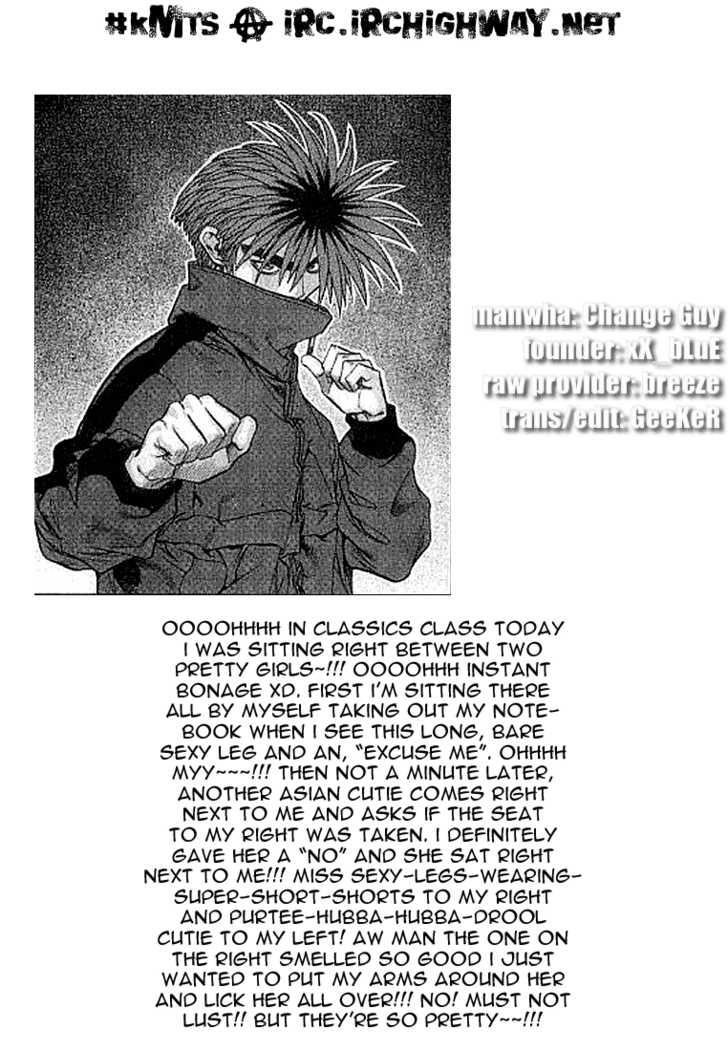 #kMTs @ iRC.iRCHiGHWAY.NeT
manwha: Change Guy
founder: xX_bLuE
raw provider: breeze
trans/edit: GeeKeR
OOOOHHHH IN CLASSICS CLASS TODAY
I WAS SITTING RIGHT BETWEEN TWO
PRETTY GIRLS~!!! OOOOHHH INSTANT
BONAGE XD. FIRST I'M SITTING THERE
ALL BY MYSELF TAKING OUT MY NOTE-
BOOK WHEN I SEE THIS LONG, BARE
SEXY LEG AND AN, "EXCUSE ME". OHHHH
MYY~~~!!! THEN NOT A MINUTE LATER,
ANOTHER ASIAN CUTIE COMES RIGHT
NEXT TO ME AND ASKS IF THE SEAT
TO MY RIGHT WAS TAKEN. I DEFINITELY
GAVE HER A "NO" AND SHE SAT RIGHT
NEXT TO ME!!! MISS SEXY-LEGS-WEARING-
SUPER-SHORT-SHORTS TO MY RIGHT
AND PURTEE-HUBBA-HUBBA-DROOL
CUTIE TO MY LEFT! AW MAN THE ONE ON
THE RIGHT SMELLED SO GOOD I JUST
WANTED TO PUT MY ARMS AROUND HER
AND LICK HER ALL OVER!!! NO! MUST NOT
LUST!! BUT THEY'RE SO PRETTY~~!!!